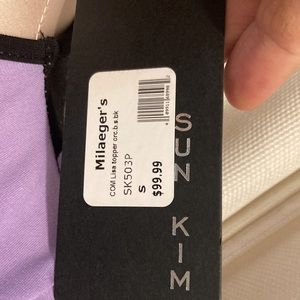 Milaeger's
COM Lisa topper orc.b.s.bk
SK503P
S
$99.99
SUN KIM